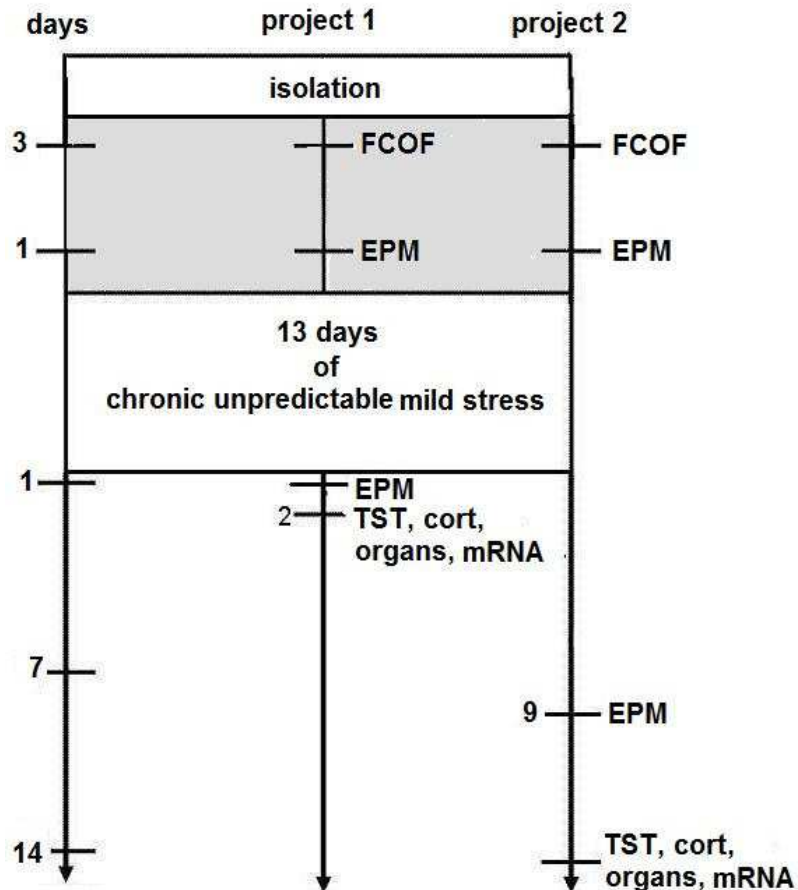 days project 1 project 2
isolation
3 FCOF FCOF
1 EPM EPM
13 days
of
chronic unpredictable mild stress
1 EPM
2 TST, cort,
organs, mRNA
7
9 EPM
14 TST, cort,
organs, mRNA